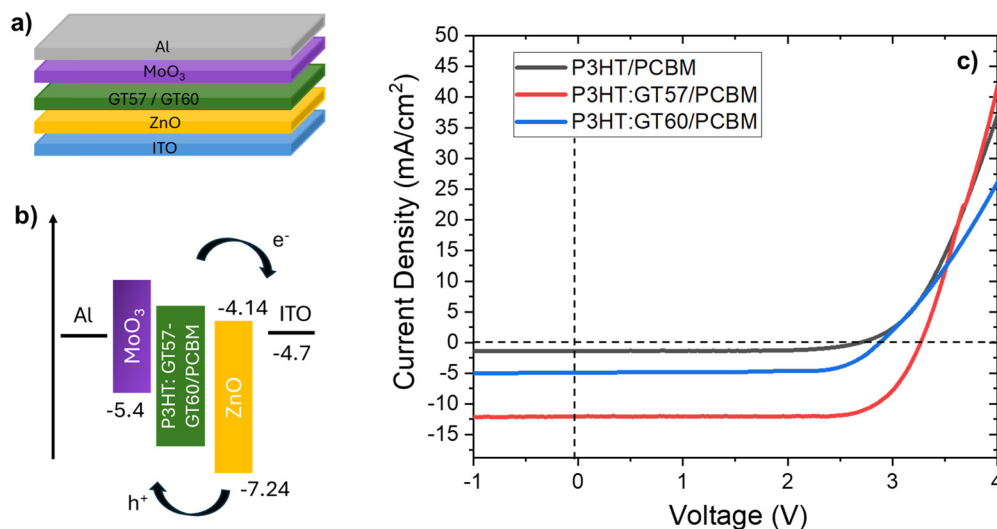 a)
Al
MoO₃
GT57 / GT60
ZnO
ITO
b)
e⁻
Al
MoO₃
P3HT: GT57-
GT60/PCBM
ZnO
-4.14
ITO
-4.7
-5.4
-7.24
h⁺
c)
P3HT/PCBM
P3HT:GT57/PCBM
P3HT:GT60/PCBM
Current Density (mA/cm²)
50
45
40
35
30
25
20
15
10
5
0
-5
-10
-15
-1
0
1
2
3
4
Voltage (V)